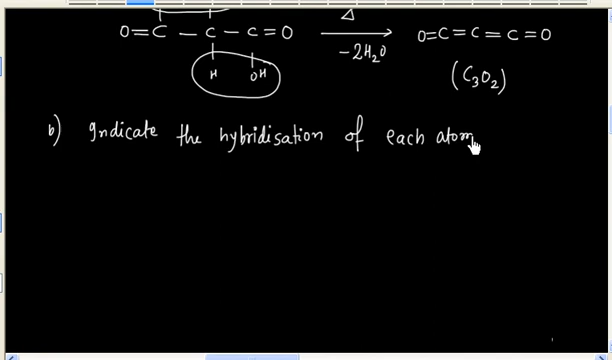 O=C — C — C=O Δ O=C=C=C=O
-2H₂O
H OH (C₃O₂)
b) Indicate the hybridisation of each atom